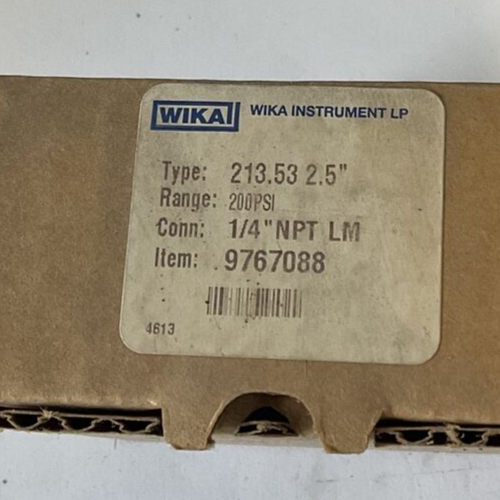 WIKA WIKA INSTRUMENT LP
Type: 213.53 2.5"
Range: 200PSI
Conn: 1/4"NPT LM
Item: 9767088
4613